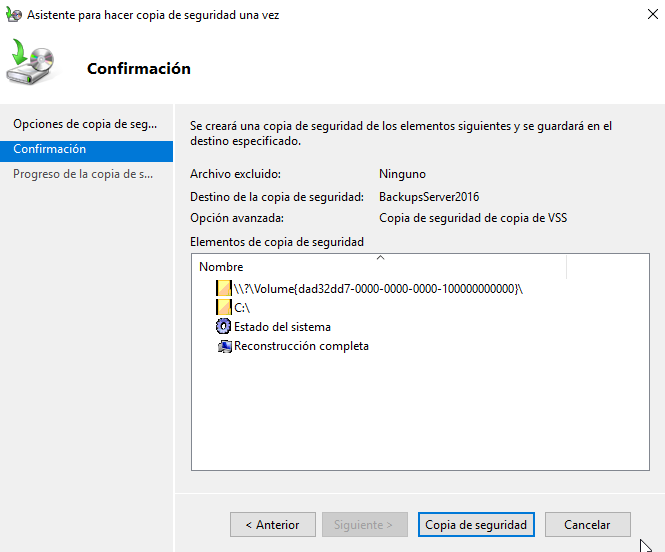 Asistente para hacer copia de seguridad una vez
Confirmación
Opciones de copia de seg...
Confirmación
Progreso de la copia de s...
Se creará una copia de seguridad de los elementos siguientes y se guardará en el
destino especificado.
Archivo excluido: Ninguno
Destino de la copia de seguridad: BackupsServer2016
Opción avanzada: Copia de seguridad de copia de VSS
Elementos de copia de seguridad
Nombre
\\?\Volume{dad32dd7-0000-0000-0000-100000000000}\
C:\
Estado del sistema
Reconstrucción completa
< Anterior Siguiente > Copia de seguridad Cancelar